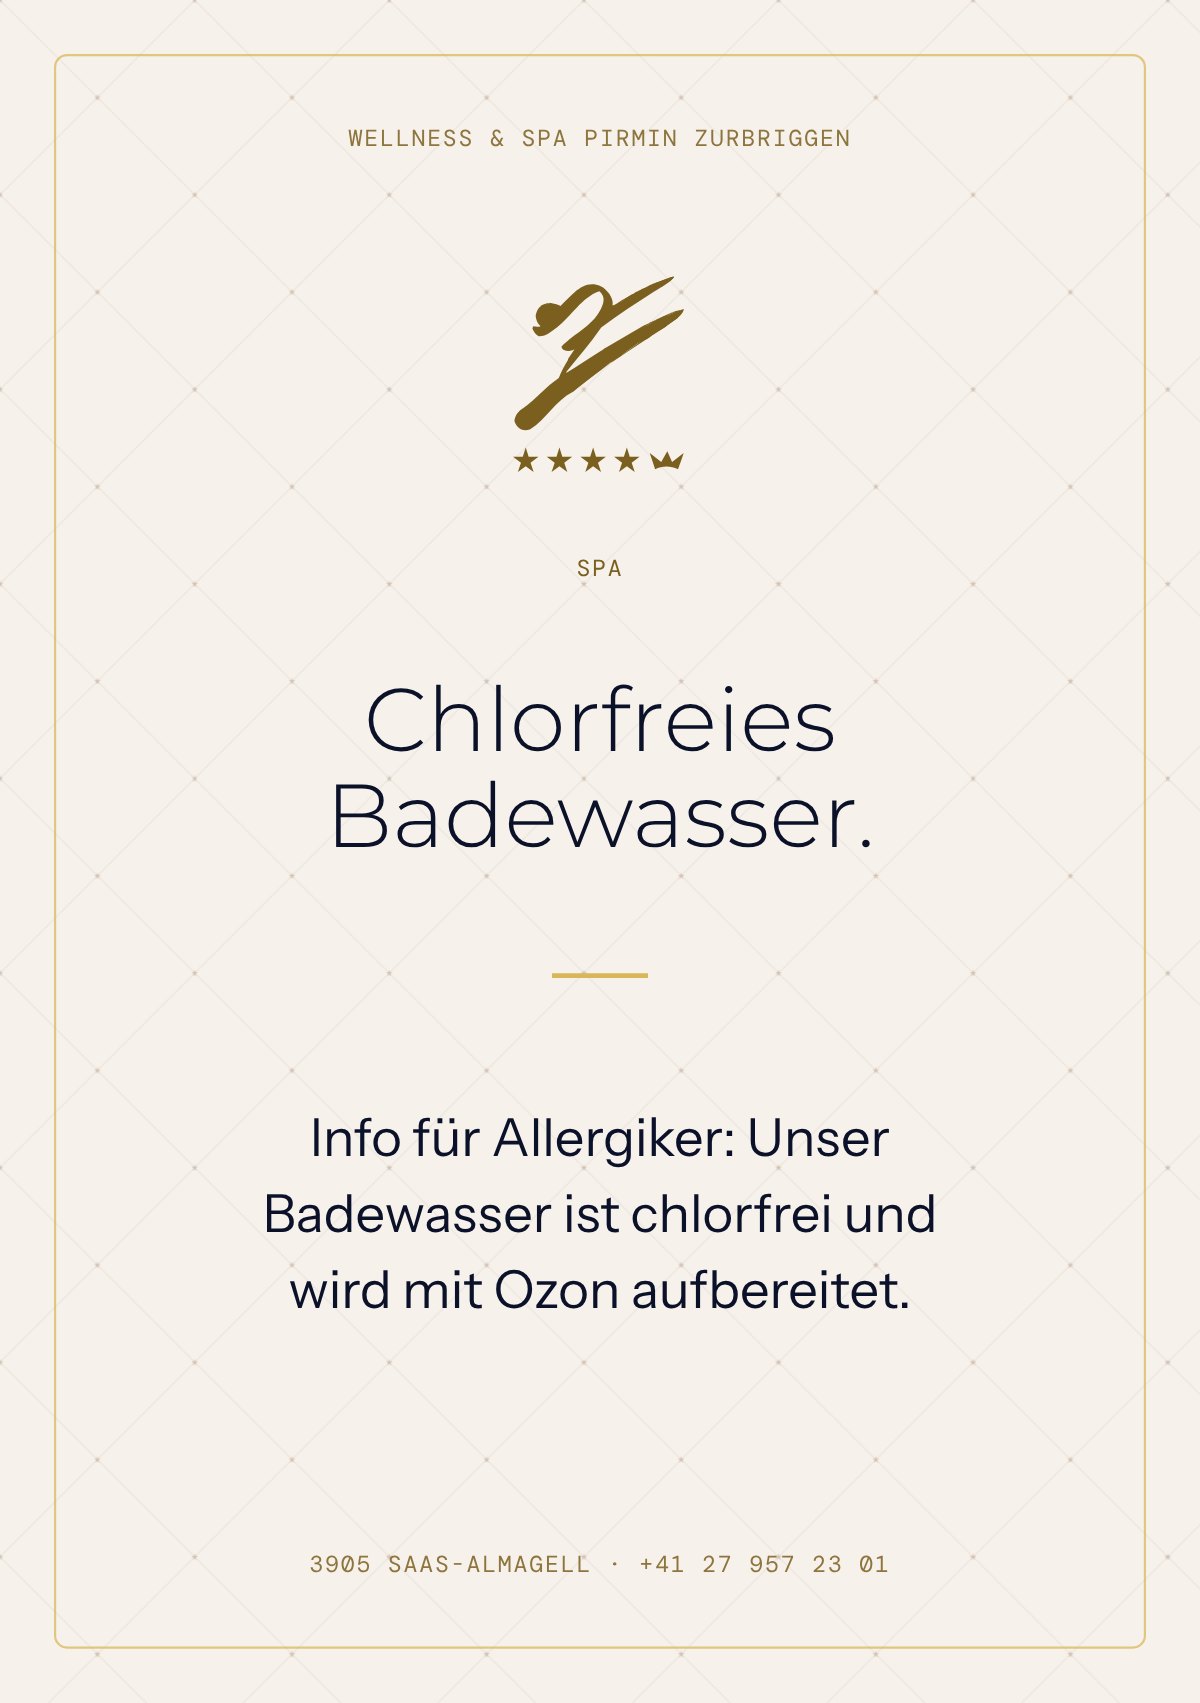 WELLNESS & SPA PIRMIN ZURBRIGGEN
SPA
Chlorfreies
Badewasser.
Info für Allergiker: Unser
Badewasser ist chlorfrei und
wird mit Ozon aufbereitet.
3905 SAAS-ALMAGELL · +41 27 957 23 01